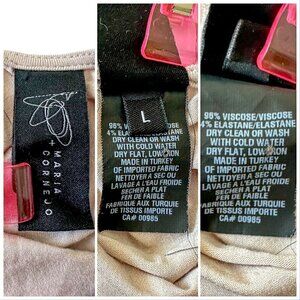 +
MARIA
CORNEJO
L
96% VISCOSE/VISCOSE
4% ELASTANE/ELASTANE
DRY CLEAN OR WASH
WITH COLD WATER
DRY FLAT, LOW IRON
MADE IN TURKEY
OF IMPORTED FABRIC
NETTOYER A SEC OU
LAVAGE A L'EAU FROIDE
SECHER A PLAT
FER DE FAIBLE
FABRIQUE AUX TURQUIE
DE TISSUS IMPORTE
CA# 00985
96% VISCOSE/VISCOSE
4% ELASTANE/ELASTANE
DRY CLEAN OR WASH
WITH COLD WATER
DRY FLAT, LOW IRON
MADE IN TURKEY
OF IMPORTED FABRIC
NETTOYER A SEC OU
LAVAGE A L'EAU FROIDE
SECHER A PLAT
FER DE FAIBLE
FABRIQUE AUX TURQUIE
DE TISSUS IMPORTE
CA# 00985